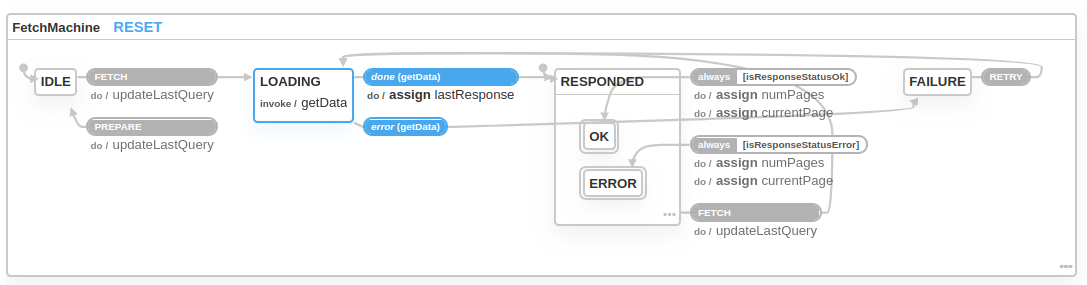 FetchMachine RESET
IDLE
FETCH
do / updateLastQuery
PREPARE
do / updateLastQuery
LOADING
invoke / getData
done (getData)
do / assign lastResponse
error (getData)
RESPONDED
OK
ERROR
always [isResponseStatusOk]
do / assign numPages
do / assign currentPage
always [isResponseStatusError]
do / assign numPages
do / assign currentPage
FETCH
do / updateLastQuery
FAILURE
RETRY